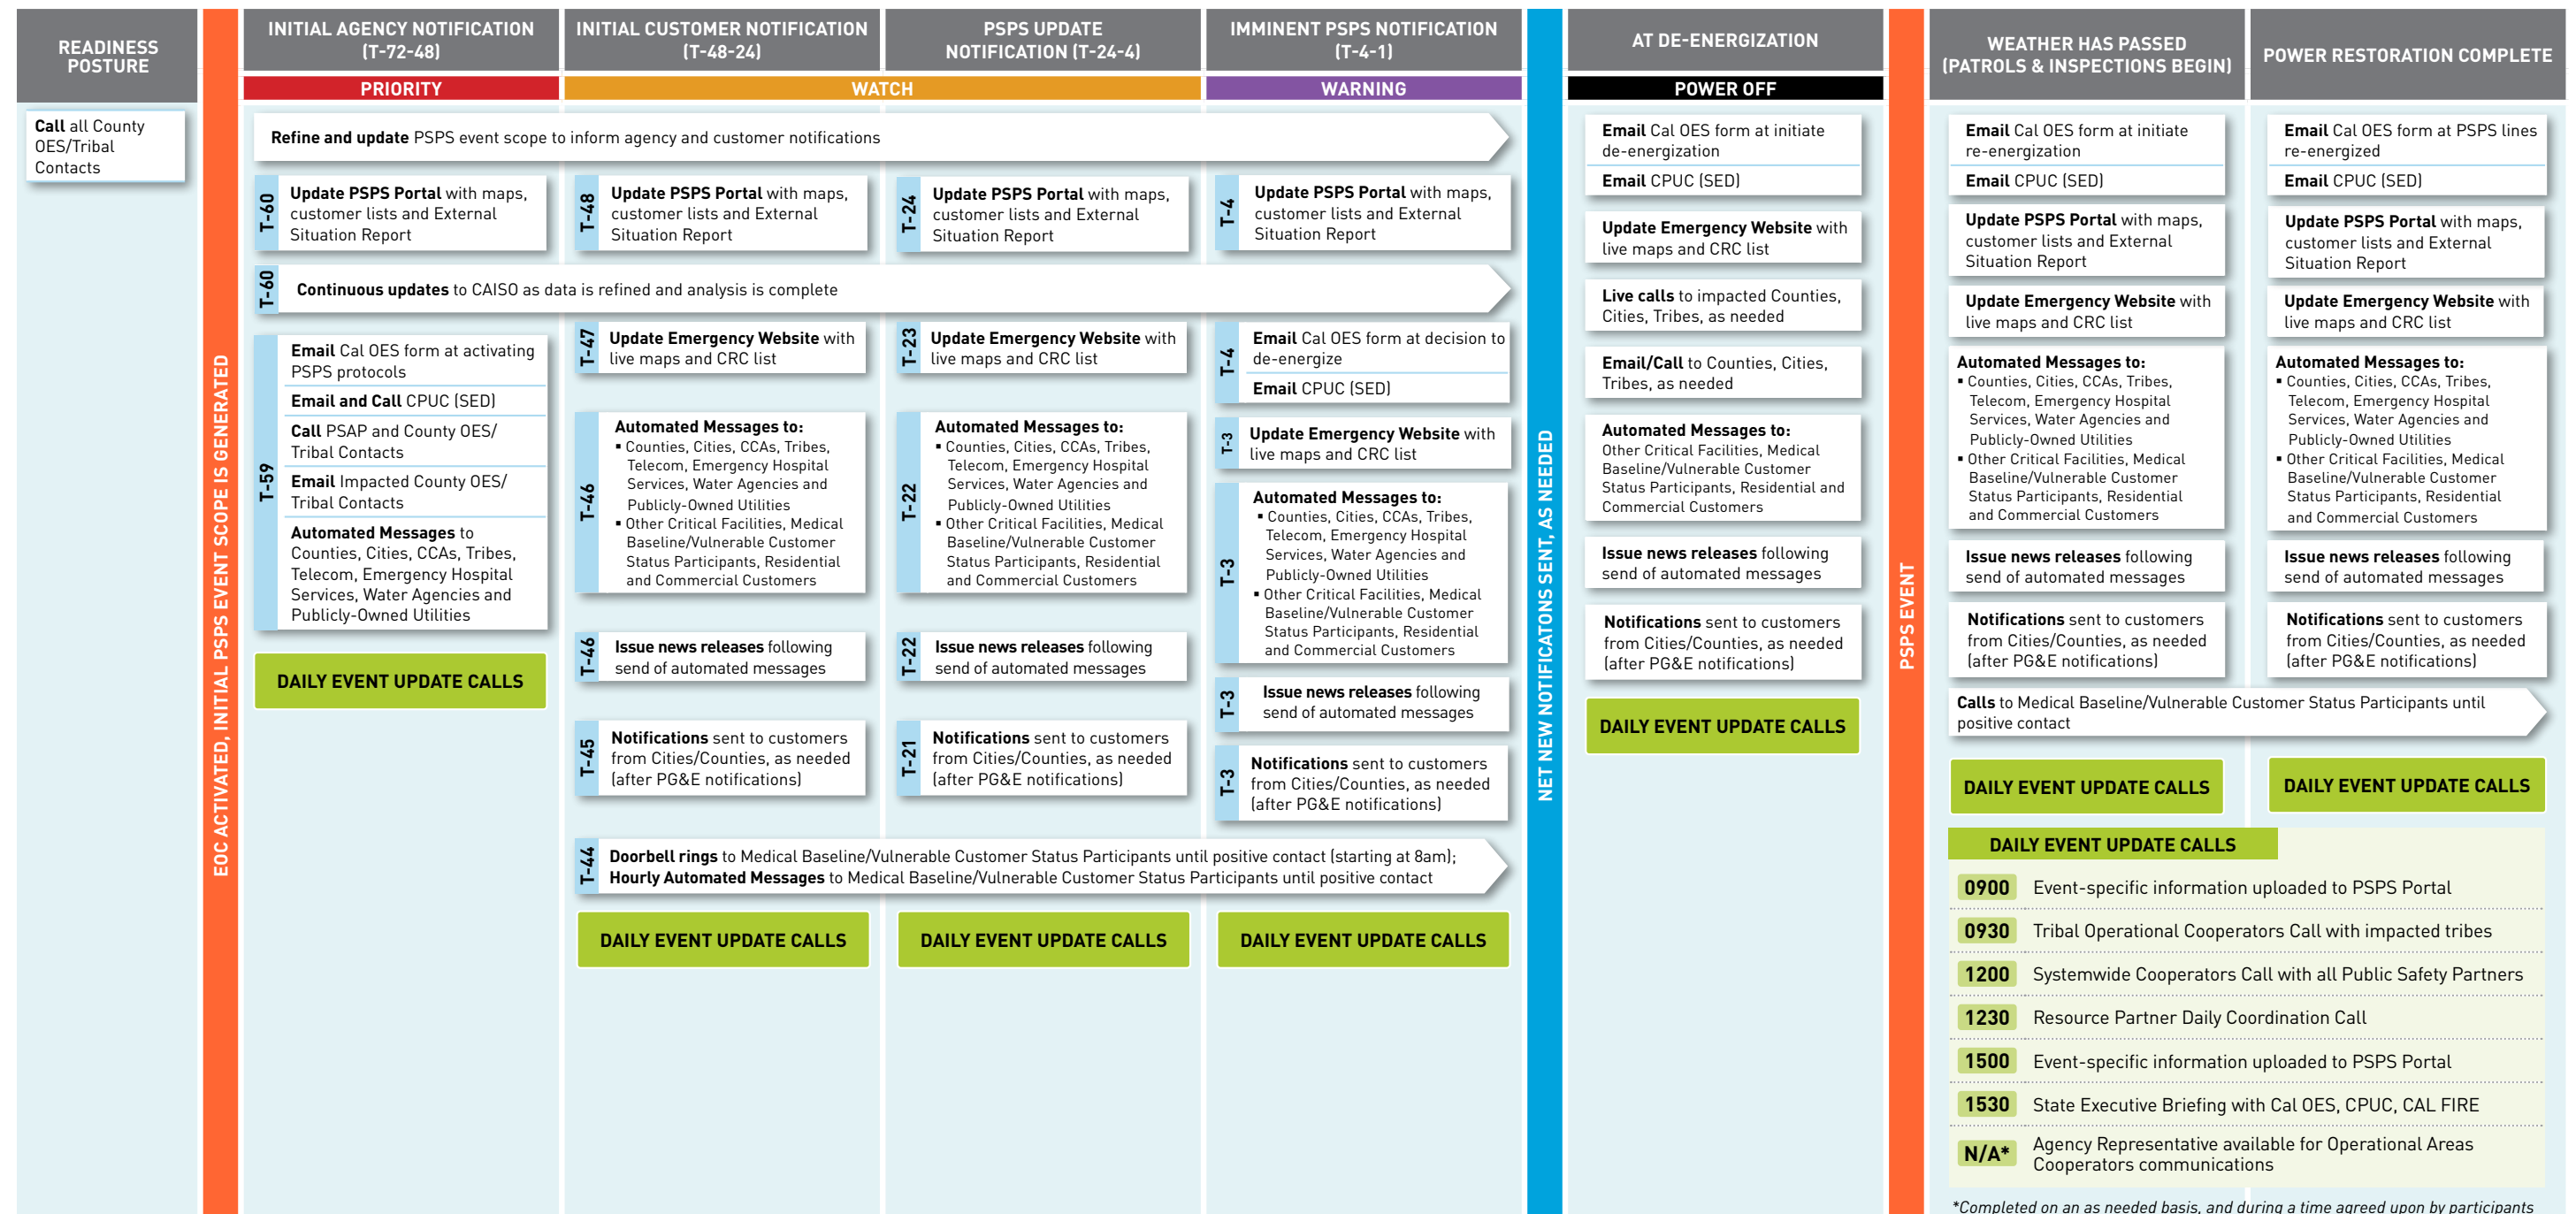 READINESS
POSTURE
Call all County
OES/Tribal
Contacts
EOC ACTIVATED, INITIAL PSPS EVENT SCOPE IS GENERATED
INITIAL AGENCY NOTIFICATION
(T-72-48)
INITIAL CUSTOMER NOTIFICATION
(T-48-24)
PSPS UPDATE
NOTIFICATION (T-24-4)
IMMINENT PSPS NOTIFICATION
(T-4-1)
PRIORITY
WATCH
WARNING
Refine and update PSPS event scope to inform agency and customer notifications
T-60
Update PSPS Portal with maps,
customer lists and External
Situation Report
T-48
Update PSPS Portal with maps,
customer lists and External
Situation Report
T-24
Update PSPS Portal with maps,
customer lists and External
Situation Report
T-4
Update PSPS Portal with maps,
customer lists and External
Situation Report
T-60
Continuous updates to CAISO as data is refined and analysis is complete
T-59
Email Cal OES form at activating
PSPS protocols
Email and Call CPUC (SED)
Call PSAP and County OES/
Tribal Contacts
Email Impacted County OES/
Tribal Contacts
Automated Messages to
Counties, Cities, CCAs, Tribes,
Telecom, Emergency Hospital
Services, Water Agencies and
Publicly-Owned Utilities
DAILY EVENT UPDATE CALLS
T-47
Update Emergency Website with
live maps and CRC list
T-46
Automated Messages to:
▪ Counties, Cities, CCAs, Tribes,
Telecom, Emergency Hospital
Services, Water Agencies and
Publicly-Owned Utilities
▪ Other Critical Facilities, Medical
Baseline/Vulnerable Customer
Status Participants, Residential
and Commercial Customers
T-46
Issue news releases following
send of automated messages
T-45
Notifications sent to customers
from Cities/Counties, as needed
(after PG&E notifications)
T-23
Update Emergency Website with
live maps and CRC list
T-22
Automated Messages to:
▪ Counties, Cities, CCAs, Tribes,
Telecom, Emergency Hospital
Services, Water Agencies and
Publicly-Owned Utilities
▪ Other Critical Facilities, Medical
Baseline/Vulnerable Customer
Status Participants, Residential
and Commercial Customers
T-22
Issue news releases following
send of automated messages
T-21
Notifications sent to customers
from Cities/Counties, as needed
(after PG&E notifications)
T-4
Email Cal OES form at decision to
de-energize
Email CPUC (SED)
T-3
Update Emergency Website with
live maps and CRC list
T-3
Automated Messages to:
▪ Counties, Cities, CCAs, Tribes,
Telecom, Emergency Hospital
Services, Water Agencies and
Publicly-Owned Utilities
▪ Other Critical Facilities, Medical
Baseline/Vulnerable Customer
Status Participants, Residential
and Commercial Customers
T-3
Issue news releases following
send of automated messages
T-3
Notifications sent to customers
from Cities/Counties, as needed
(after PG&E notifications)
T-44
Doorbell rings to Medical Baseline/Vulnerable Customer Status Participants until positive contact (starting at 8am);
Hourly Automated Messages to Medical Baseline/Vulnerable Customer Status Participants until positive contact
DAILY EVENT UPDATE CALLS
DAILY EVENT UPDATE CALLS
DAILY EVENT UPDATE CALLS
NET NEW NOTIFICATONS SENT, AS NEEDED
AT DE-ENERGIZATION
POWER OFF
Email Cal OES form at initiate
de-energization
Email CPUC (SED)
Update Emergency Website with
live maps and CRC list
Live calls to impacted Counties,
Cities, Tribes, as needed
Email/Call to Counties, Cities,
Tribes, as needed
Automated Messages to:
Other Critical Facilities, Medical
Baseline/Vulnerable Customer
Status Participants, Residential and
Commercial Customers
Issue news releases following
send of automated messages
Notifications sent to customers
from Cities/Counties, as needed
(after PG&E notifications)
DAILY EVENT UPDATE CALLS
PSPS EVENT
WEATHER HAS PASSED
(PATROLS & INSPECTIONS BEGIN)
Email Cal OES form at initiate
re-energization
Email CPUC (SED)
Update PSPS Portal with maps,
customer lists and External
Situation Report
Update Emergency Website with
live maps and CRC list
Automated Messages to:
▪ Counties, Cities, CCAs, Tribes,
Telecom, Emergency Hospital
Services, Water Agencies and
Publicly-Owned Utilities
▪ Other Critical Facilities, Medical
Baseline/Vulnerable Customer
Status Participants, Residential
and Commercial Customers
Issue news releases following
send of automated messages
Notifications sent to customers
from Cities/Counties, as needed
(after PG&E notifications)
POWER RESTORATION COMPLETE
Email Cal OES form at PSPS lines
re-energized
Email CPUC (SED)
Update PSPS Portal with maps,
customer lists and External
Situation Report
Update Emergency Website with
live maps and CRC list
Automated Messages to:
▪ Counties, Cities, CCAs, Tribes,
Telecom, Emergency Hospital
Services, Water Agencies and
Publicly-Owned Utilities
▪ Other Critical Facilities, Medical
Baseline/Vulnerable Customer
Status Participants, Residential
and Commercial Customers
Issue news releases following
send of automated messages
Notifications sent to customers
from Cities/Counties, as needed
(after PG&E notifications)
Calls to Medical Baseline/Vulnerable Customer Status Participants until
positive contact
DAILY EVENT UPDATE CALLS
DAILY EVENT UPDATE CALLS
DAILY EVENT UPDATE CALLS
0900 Event-specific information uploaded to PSPS Portal
0930 Tribal Operational Cooperators Call with impacted tribes
1200 Systemwide Cooperators Call with all Public Safety Partners
1230 Resource Partner Daily Coordination Call
1500 Event-specific information uploaded to PSPS Portal
1530 State Executive Briefing with Cal OES, CPUC, CAL FIRE
N/A* Agency Representative available for Operational Areas
Cooperators communications
*Completed on an as needed basis, and during a time agreed upon by participants